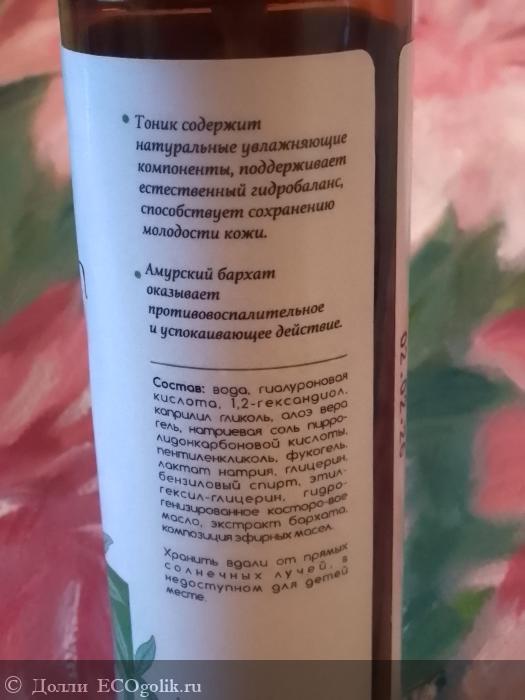 • Тоник содержит
натуральные увлажняющие
компоненты, поддерживает
естественный гидробаланс,
способствует сохранению
молодости кожи.
• Амурский бархат
оказывает
противовоспалительное
и успокаивающее действие.
Состав: вода, гиалуроновая
кислота, 1,2-гександиол,
каприлил гликоль, алоэ вера
гель, натриевая соль пирро-
лидонкарбоновой кислоты,
пентиленкликоль, фукогель,
лактат натрия, глицерин,
бензиловый спирт, этил-
гексил-глицерин, гидро-
генизированное косторо-вое
масло, экстракт бархата,
композиция эфирных масел.
Хранить вдали от прямых
солнечных лучей, в
недоступном для детей
месте.
© Долли ECOgolik.ru